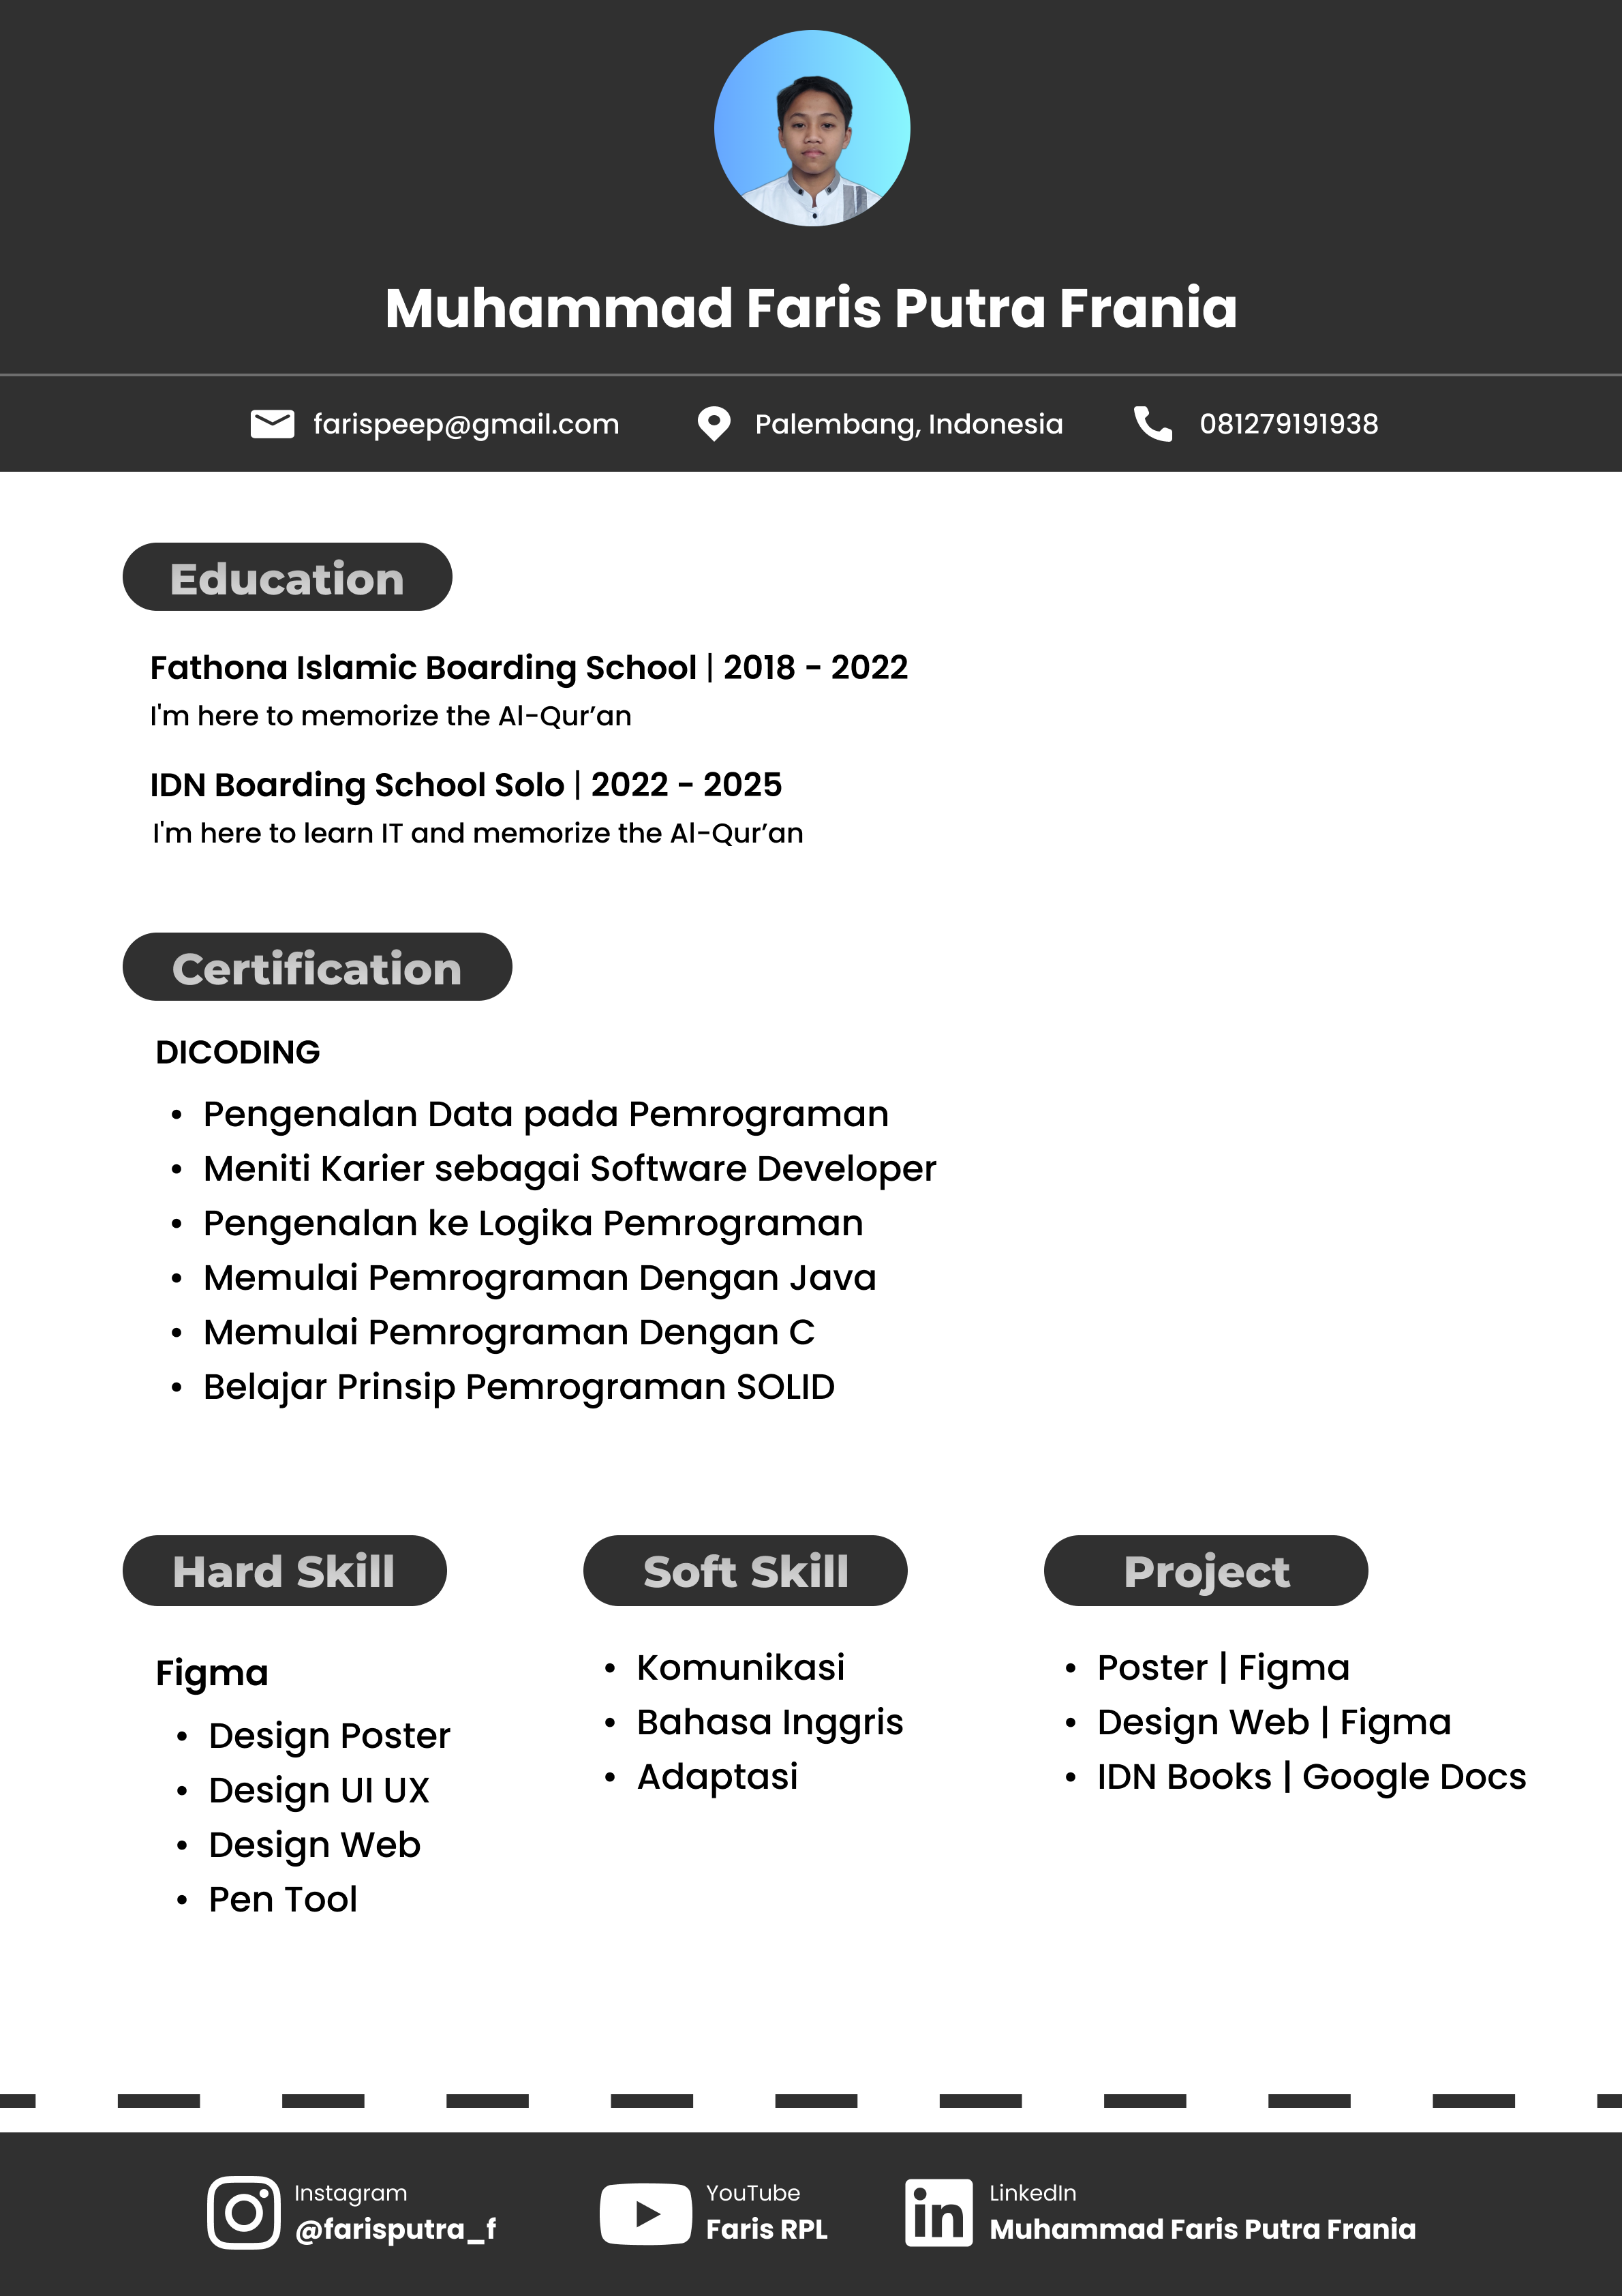 Muhammad Faris Putra Frania
farispeep@gmail.com
Palembang, Indonesia
081279191938
Education
Fathona Islamic Boarding School | 2018 - 2022
I'm here to memorize the Al-Qur’an
IDN Boarding School Solo | 2022 - 2025
I'm here to learn IT and memorize the Al-Qur’an
Certification
DICODING
• Pengenalan Data pada Pemrograman
• Meniti Karier sebagai Software Developer
• Pengenalan ke Logika Pemrograman
• Memulai Pemrograman Dengan Java
• Memulai Pemrograman Dengan C
• Belajar Prinsip Pemrograman SOLID
Hard Skill
Figma
• Design Poster
• Design UI UX
• Design Web
• Pen Tool
Soft Skill
• Komunikasi
• Bahasa Inggris
• Adaptasi
Project
• Poster | Figma
• Design Web | Figma
• IDN Books | Google Docs
Instagram
@farisputra_f
YouTube
Faris RPL
in
LinkedIn
Muhammad Faris Putra Frania